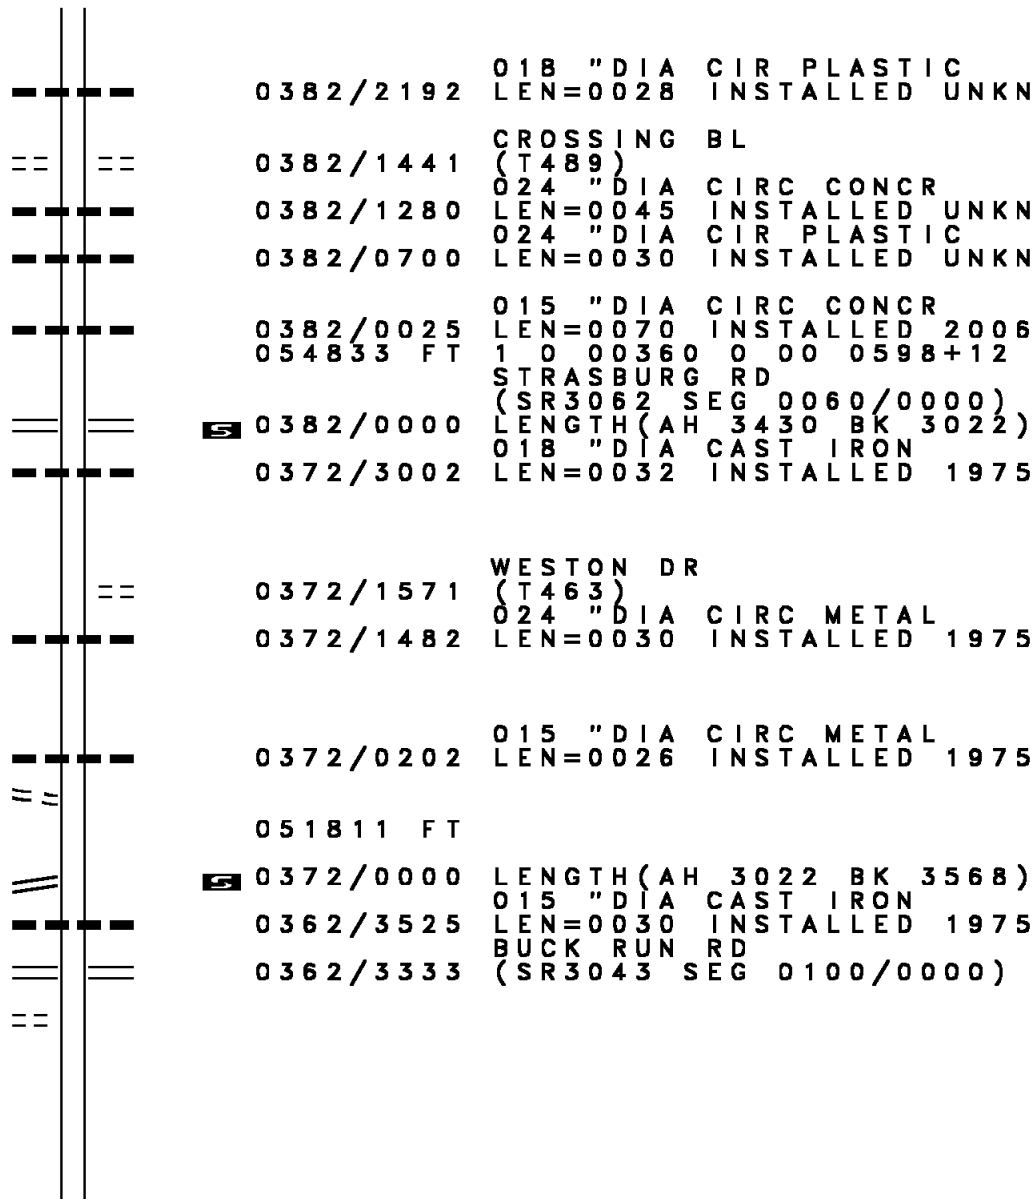 018 "DIA CIR PLASTIC
0382/2192 LEN=0028 INSTALLED UNKN
CROSSING BL
0382/1441 (T489)
024 "DIA CIRC CONCR
0382/1280 LEN=0045 INSTALLED UNKN
024 "DIA CIR PLASTIC
0382/0700 LEN=0030 INSTALLED UNKN
015 "DIA CIRC CONCR
0382/0025 LEN=0070 INSTALLED 2006
054833 FT 1 0 00360 0 00 0598+12
STRASBURG RD
(SR3062 SEG 0060/0000)
S 0382/0000 LENGTH(AH 3430 BK 3022)
018 "DIA CAST IRON
0372/3002 LEN=0032 INSTALLED 1975
WESTON DR
0372/1571 (T463)
024 "DIA CIRC METAL
0372/1482 LEN=0030 INSTALLED 1975
015 "DIA CIRC METAL
0372/0202 LEN=0026 INSTALLED 1975
051811 FT
S 0372/0000 LENGTH(AH 3022 BK 3568)
015 "DIA CAST IRON
0362/3525 LEN=0030 INSTALLED 1975
BUCK RUN RD
0362/3333 (SR3043 SEG 0100/0000)